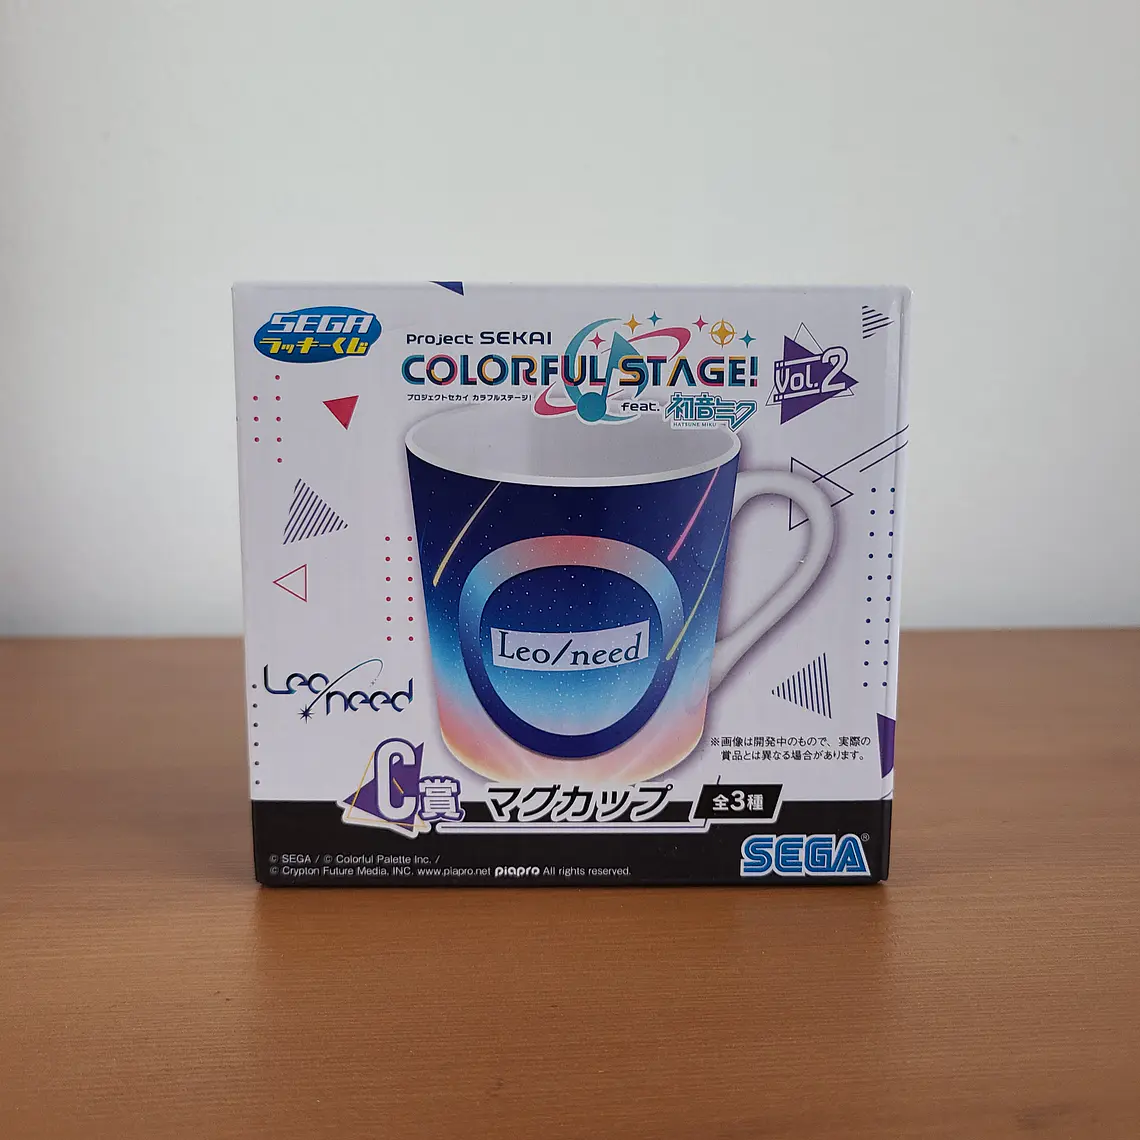 SEGA
ラッキーくじ
Project SEKAI
COLORFUL STAGE!
プロジェクトセカイ カラフルステージ!
feat. 初音ミク
HATSUNE MIKU
Vol.2
Leo/need
Leo/need
※画像は開発中のもので、実際の
賞品とは異なる場合があります。
C賞 マグカップ 全3種
© SEGA / © Colorful Palette Inc. /
© Crypton Future Media, INC. www.piapro.net piapro All rights reserved.
SEGA®